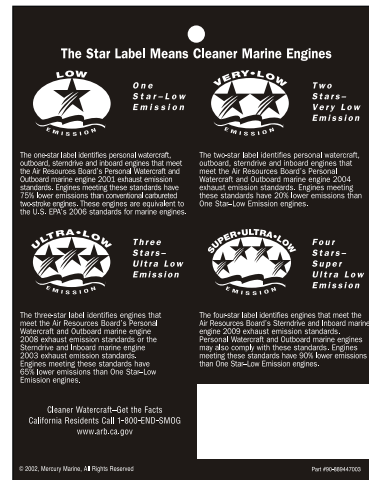 The Star Label Means Cleaner Marine Engines
LOW
EMISSION
One
Star–Low
Emission
The one-star label identifies personal watercraft,
outboard, sterndrive and inboard engines that meet
the Air Resources Board's Personal Watercraft and
Outboard marine engine 2001 exhaust emission
standards. Engines meeting these standards have
75% lower emissions than conventional carbureted
two-stroke engines. These engines are equivalent to
the U.S. EPA's 2006 standards for marine engines.
VERY•LOW
EMISSION
Two
Stars–
Very Low
Emission
The two-star label identifies personal watercraft,
outboard, sterndrive and inboard engines that
meet the Air Resources Board's Personal
Watercraft and Outboard marine engine 2004
exhaust emission standards. Engines meeting
these standards have 20% lower emissions than
One Star–Low Emission engines.
ULTRA•LOW
EMISSION
Three
Stars–
Ultra Low
Emission
The three-star label identifies engines that
meet the Air Resources Board's Personal
Watercraft and Outboard marine engine
2008 exhaust emission standards or the
Sterndrive and Inboard marine engine
2003 exhaust emission standards.
Engines meeting these standards have
65% lower emissions than One Star–Low
Emission engines.
SUPER•ULTRA•LOW
EMISSION
Four
Stars–
Super
Ultra Low
Emission
The four-star label identifies engines that meet the
Air Resources Board's Sterndrive and Inboard marine
engine 2009 exhaust emission standards.
Personal Watercraft and Outboard marine engines
may also comply with these standards. Engines
meeting these standards have 90% lower emissions
than One Star–Low Emission engines.
Cleaner Watercraft–Get the Facts
California Residents Call 1-800-END-SMOG
www.arb.ca.gov
© 2002, Mercury Marine, All Rights Reserved
Part #90-889447003